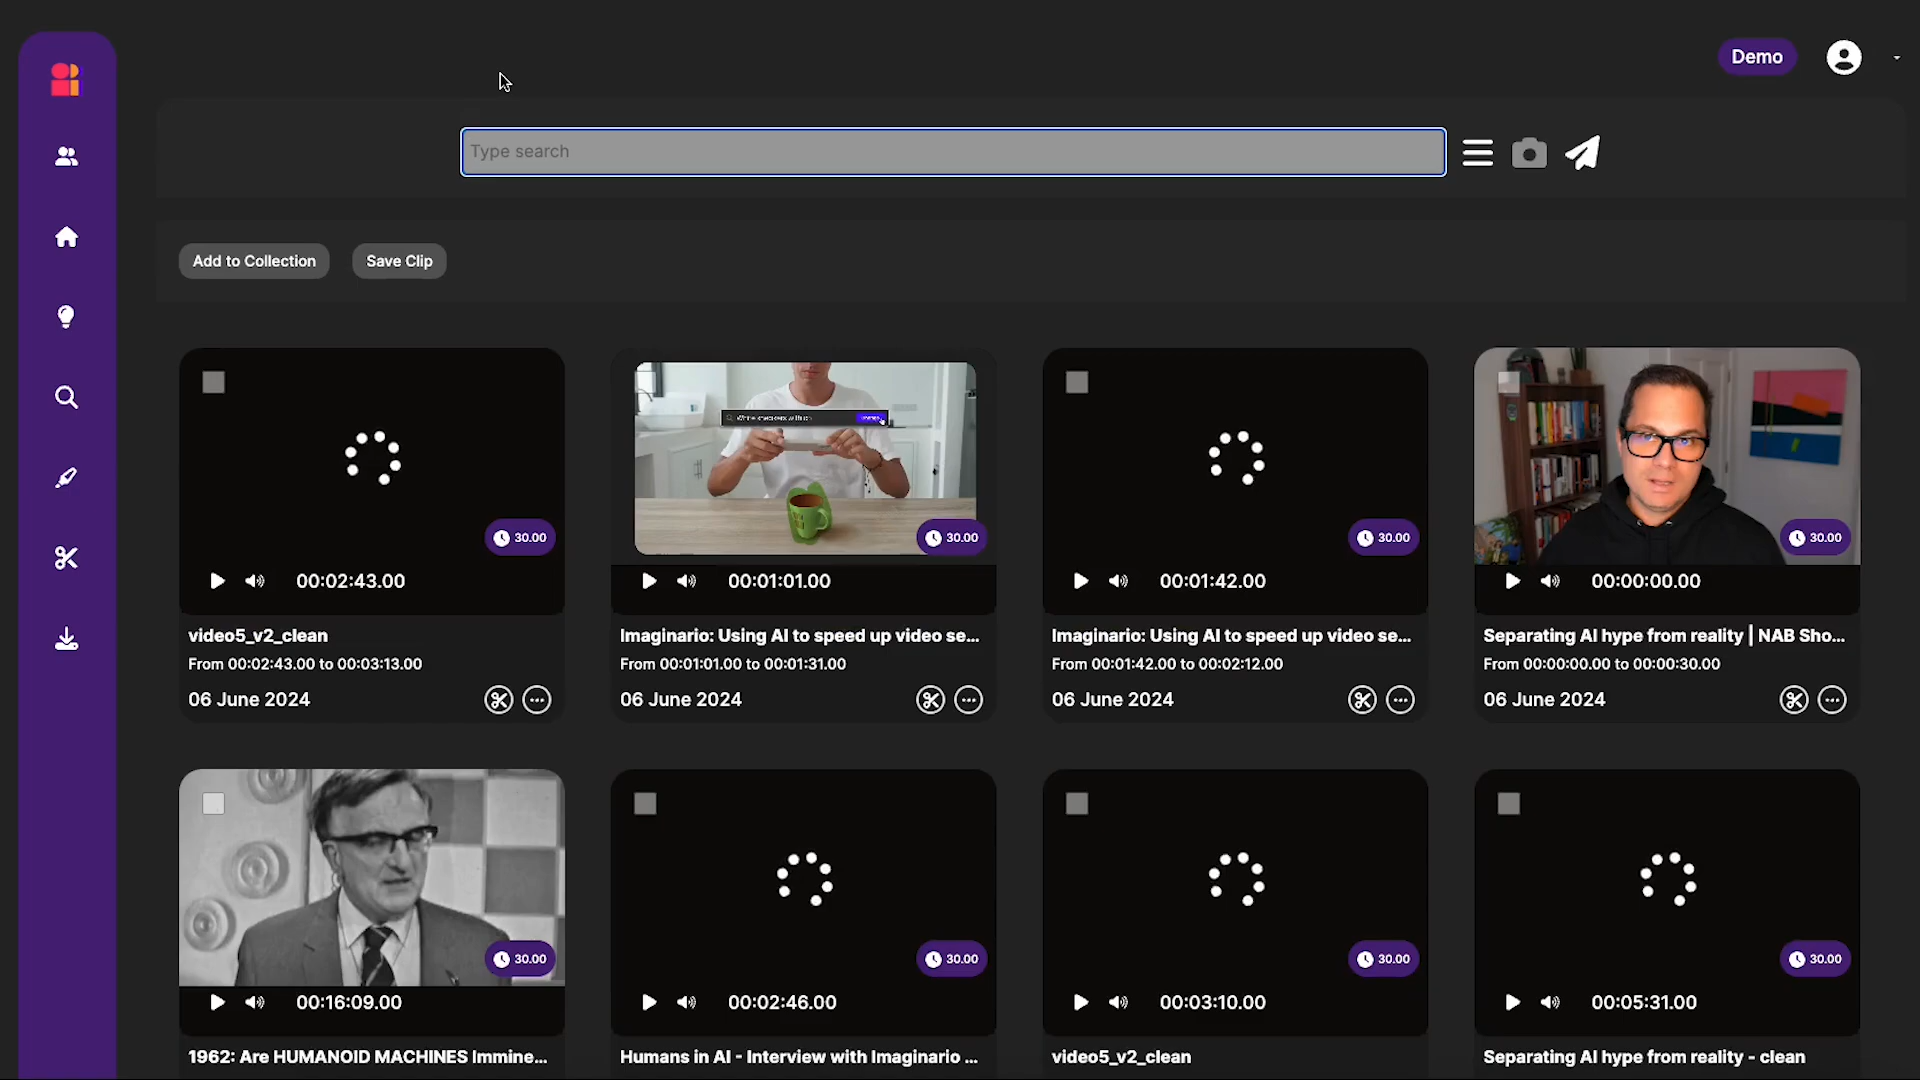 Demo
Type search
Add to Collection
Save Clip
30.00
30.00
30.00
30.00
00:02:43.00
00:01:01.00
00:01:42.00
00:00:00.00
video5_v2_clean
Imaginario: Using AI to speed up video se...
Imaginario: Using AI to speed up video se...
Separating AI hype from reality | NAB Sho...
From 00:02:43.00 to 00:03:13.00
From 00:01:01.00 to 00:01:31.00
From 00:01:42.00 to 00:02:12.00
From 00:00:00.00 to 00:00:30.00
06 June 2024
06 June 2024
06 June 2024
06 June 2024
30.00
30.00
30.00
30.00
00:16:09.00
00:02:46.00
00:03:10.00
00:05:31.00
1962: Are HUMANOID MACHINES Immine...
Humans in AI - Interview with Imaginario ...
video5_v2_clean
Separating AI hype from reality - clean